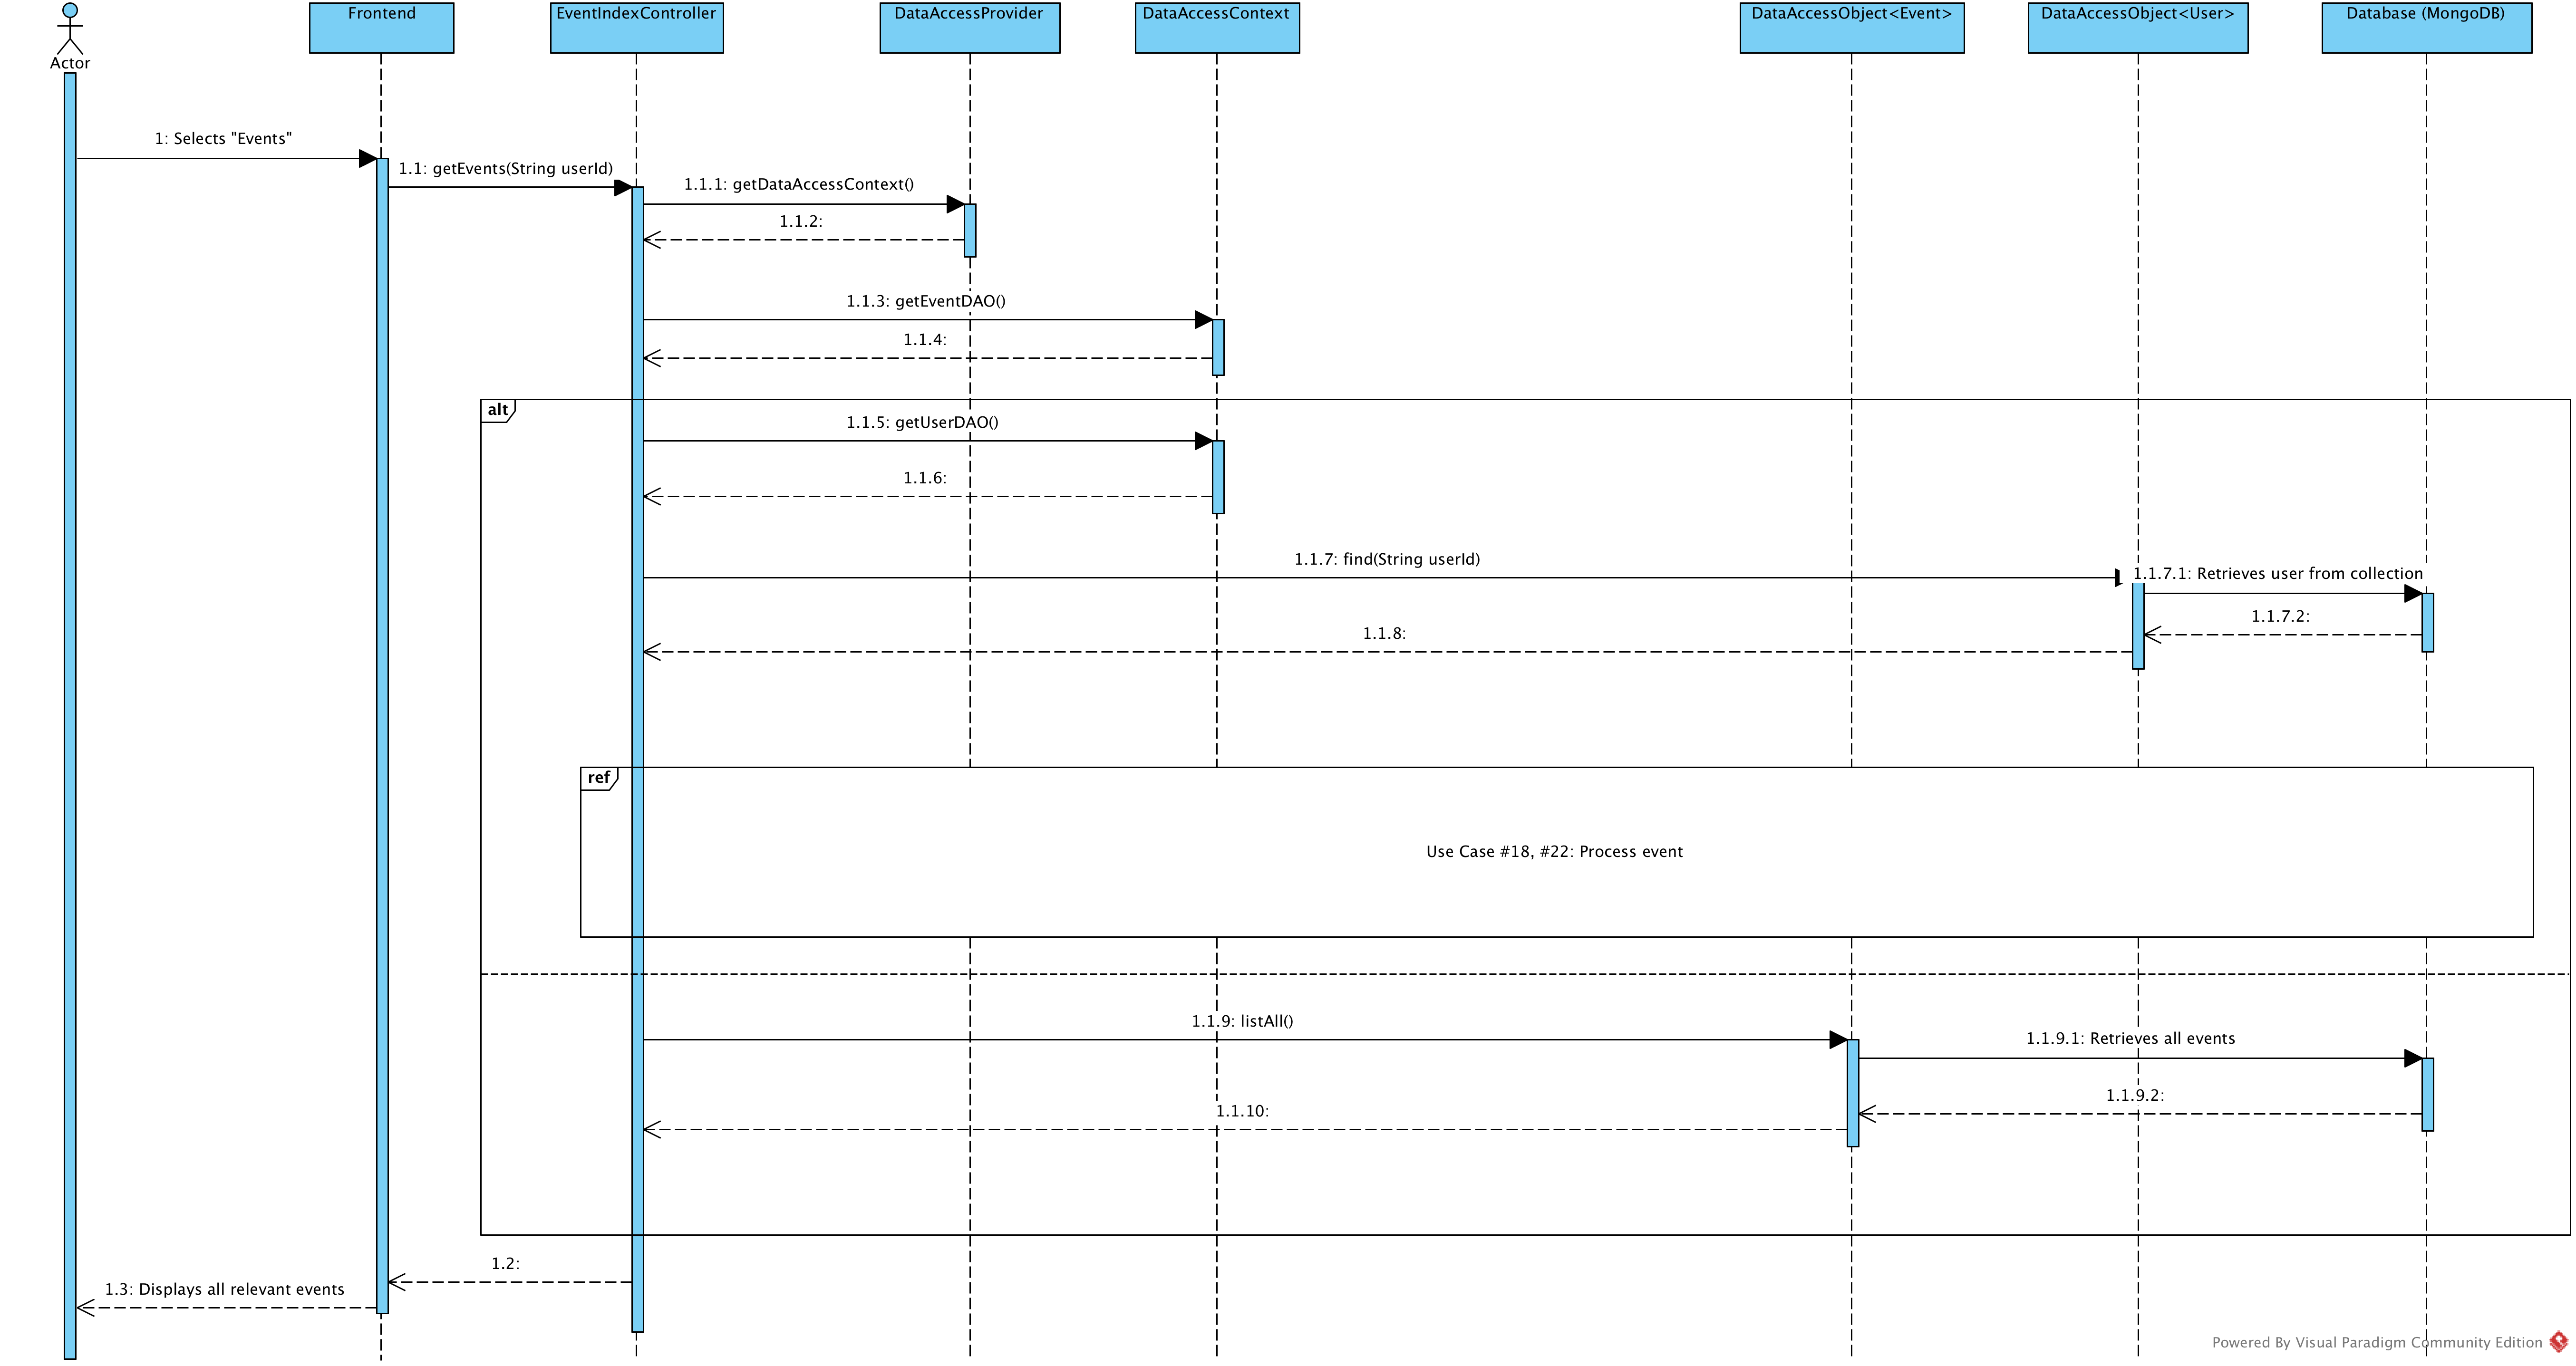 Frontend
EventIndexController
DataAccessProvider
DataAccessContext
DataAccessObject<Event>
DataAccessObject<User>
Database (MongoDB)
Actor
1: Selects "Events"
1.1: getEvents(String userId)
1.1.1: getDataAccessContext()
1.1.2:
1.1.3: getEventDAO()
1.1.4:
alt
1.1.5: getUserDAO()
1.1.6:
1.1.7: find(String userId)
1.1.7.1: Retrieves user from collection
1.1.7.2:
1.1.8:
ref
Use Case #18, #22: Process event
1.1.9: listAll()
1.1.9.1: Retrieves all events
1.1.9.2:
1.1.10:
1.2:
1.3: Displays all relevant events
Powered By Visual Paradigm Community Edition